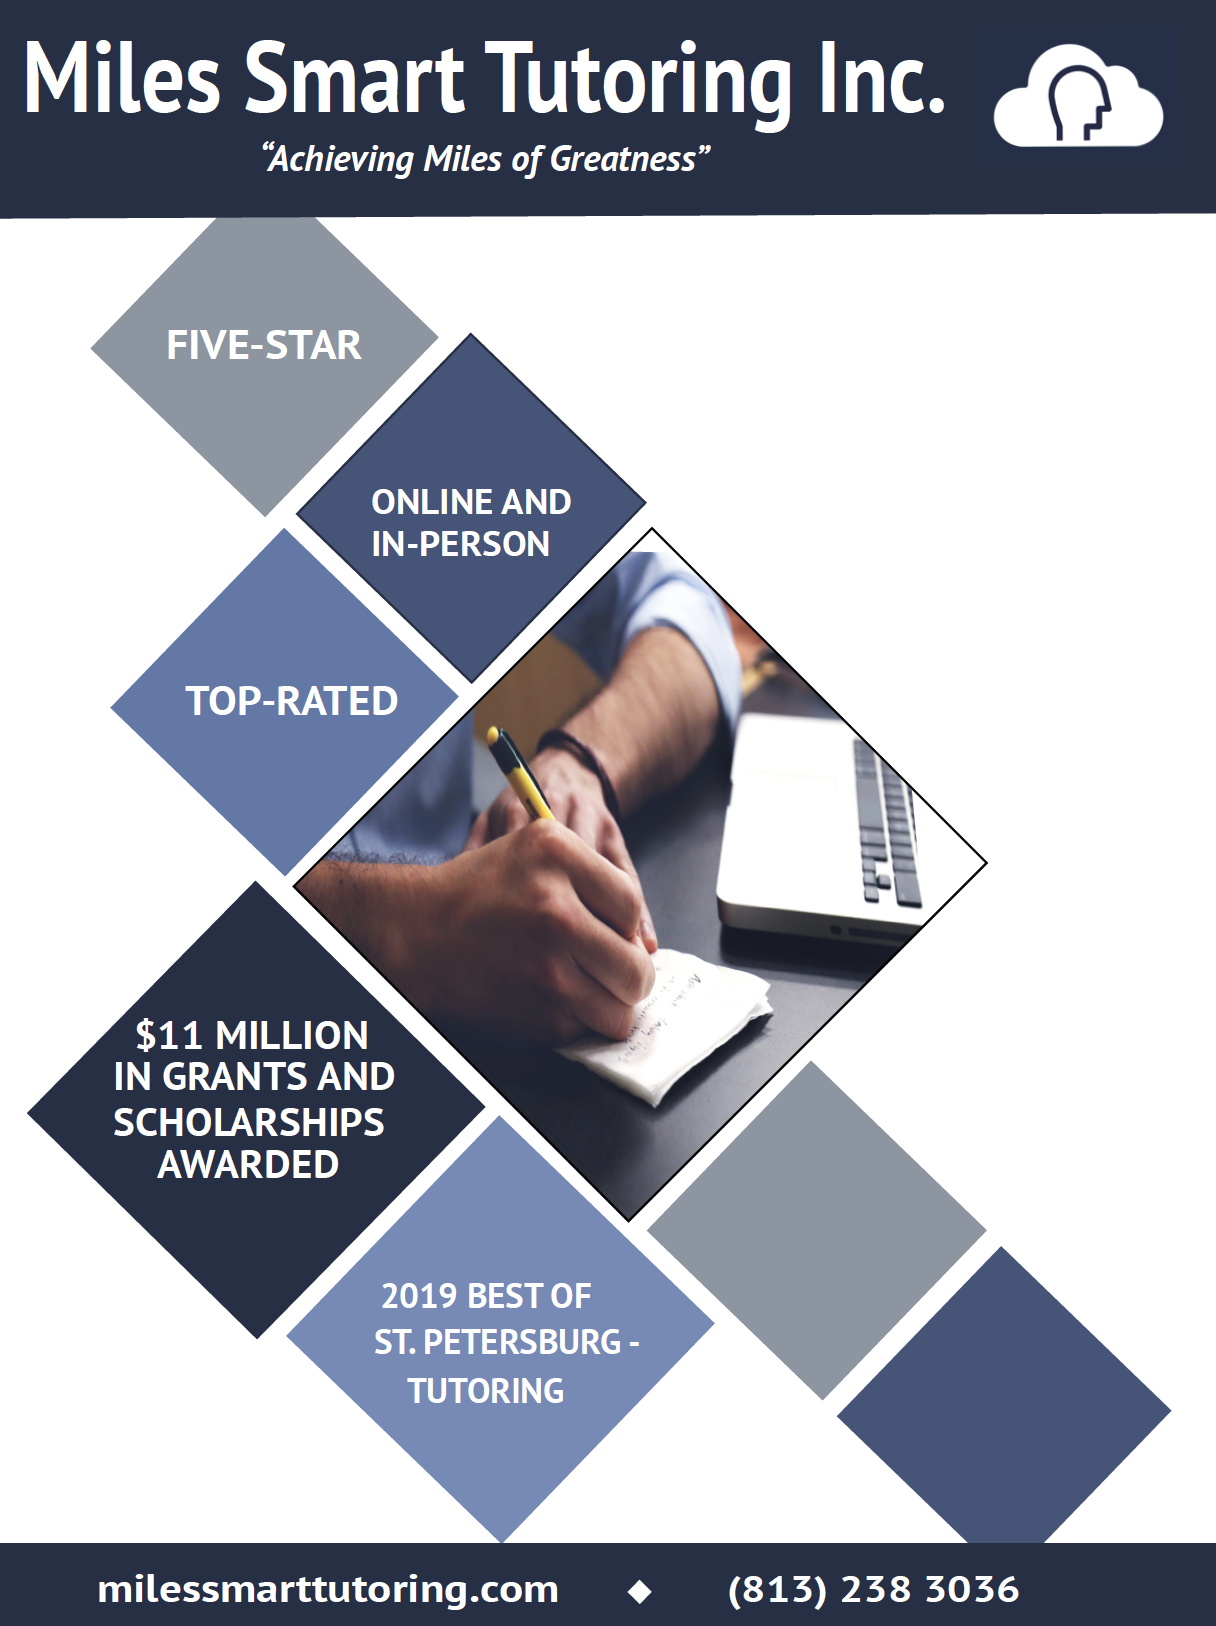 Miles Smart Tutoring Inc.
“Achieving Miles of Greatness”
FIVE-STAR
ONLINE AND
IN-PERSON
TOP-RATED
$11 MILLION
IN GRANTS AND
SCHOLARSHIPS
AWARDED
2019 BEST OF
ST. PETERSBURG -
TUTORING
milessmarttutoring.com ◆ (813) 238 3036